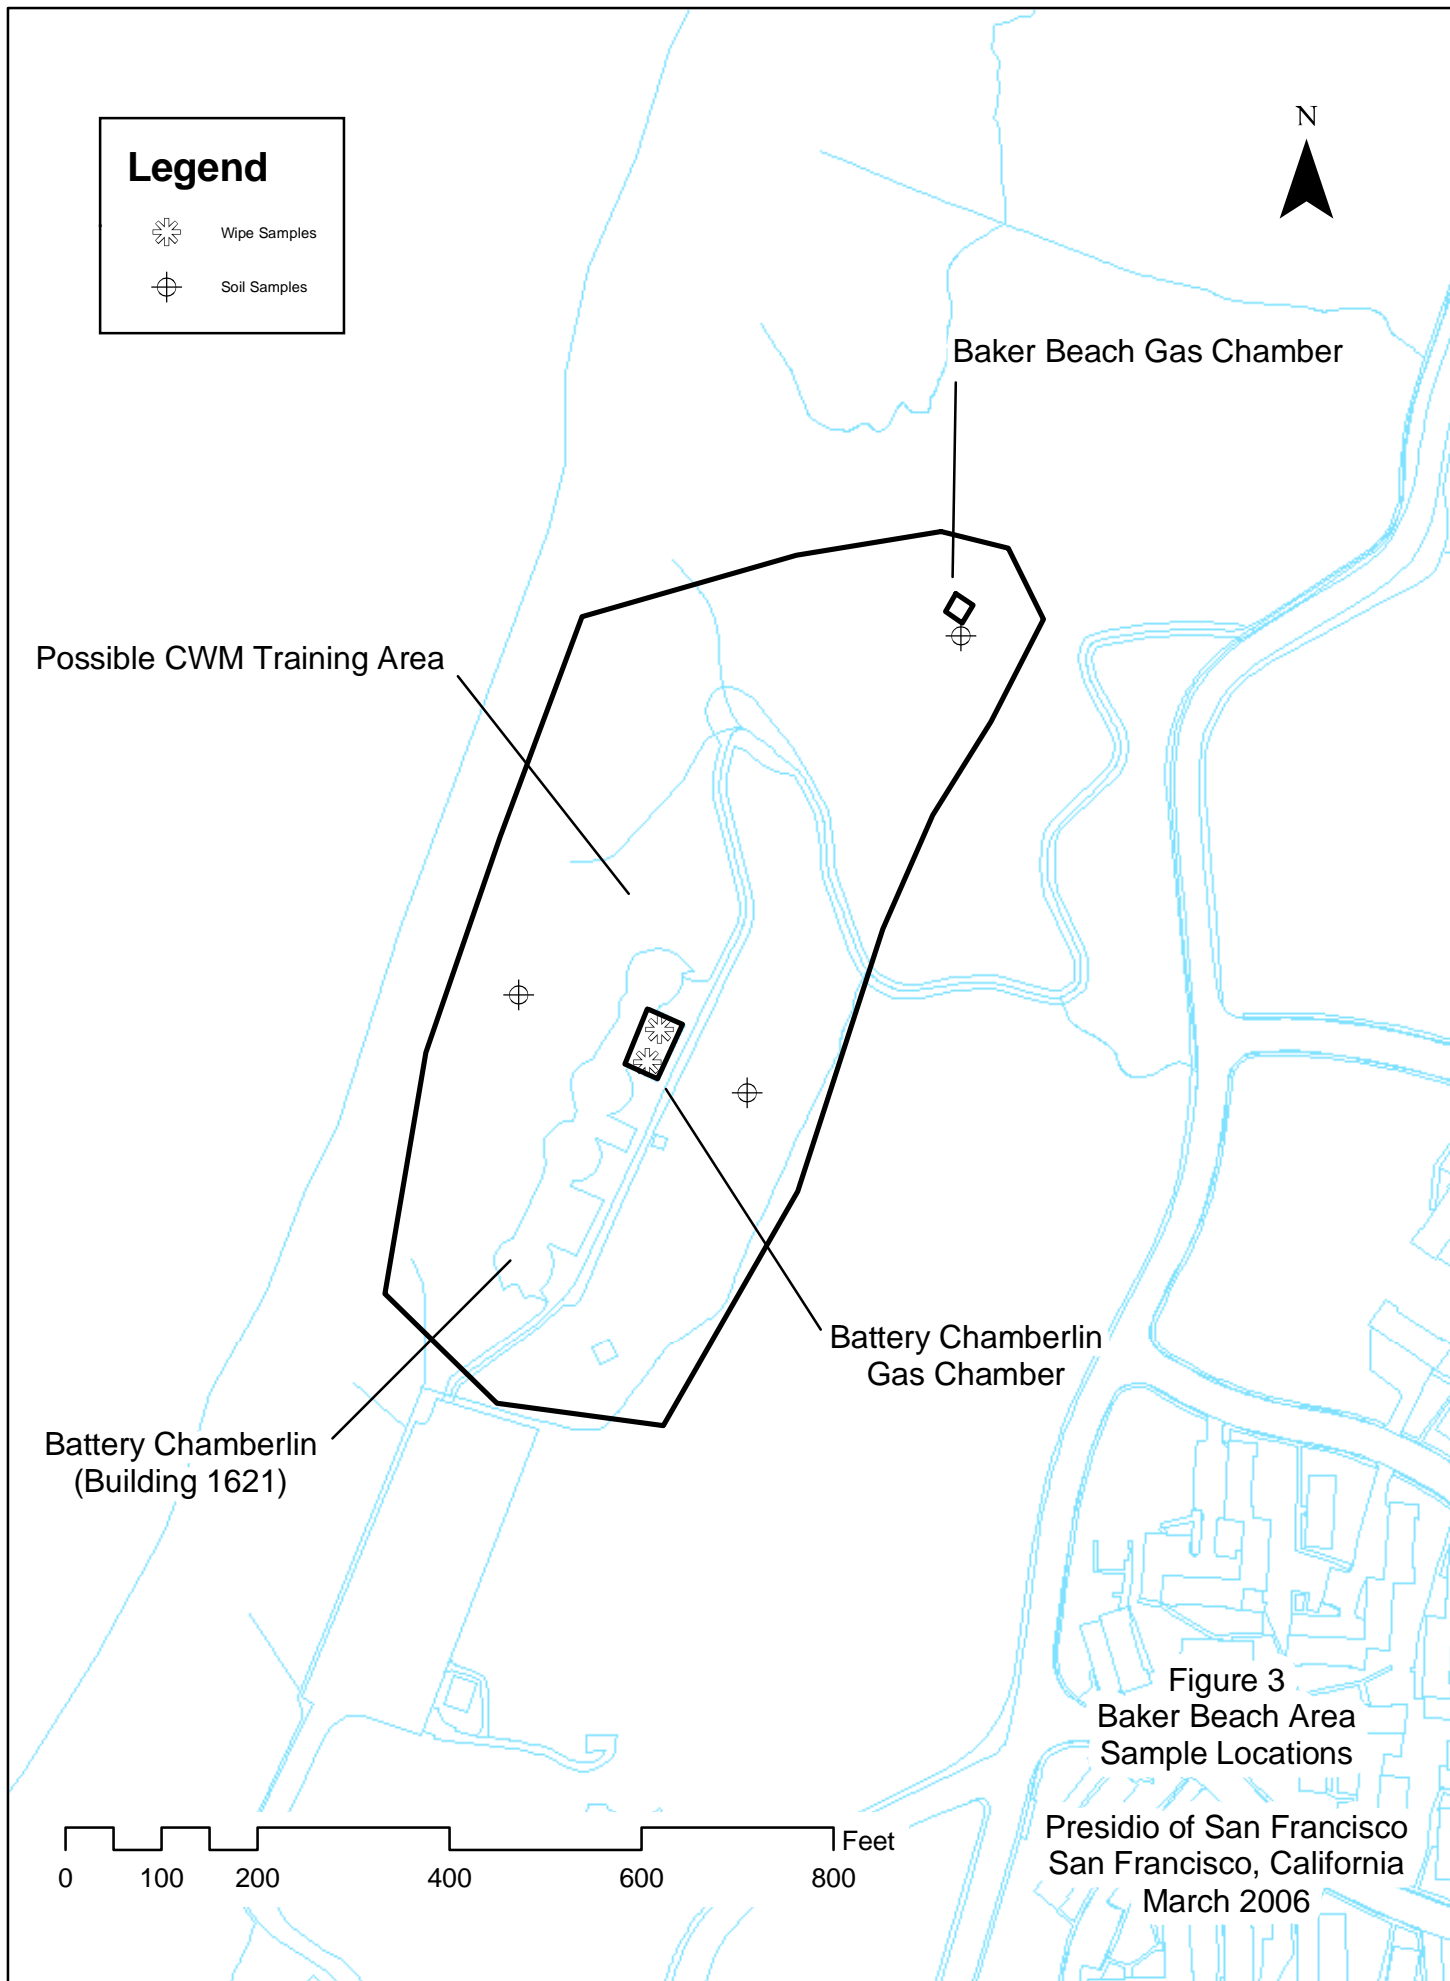 N
Legend
Wipe Samples
Soil Samples
Baker Beach Gas Chamber
Possible CWM Training Area
Battery Chamberlin
Gas Chamber
Battery Chamberlin
(Building 1621)
Figure 3
Baker Beach Area
Sample Locations
Presidio of San Francisco
San Francisco, California
March 2006
Feet
0 100 200 400 600 800